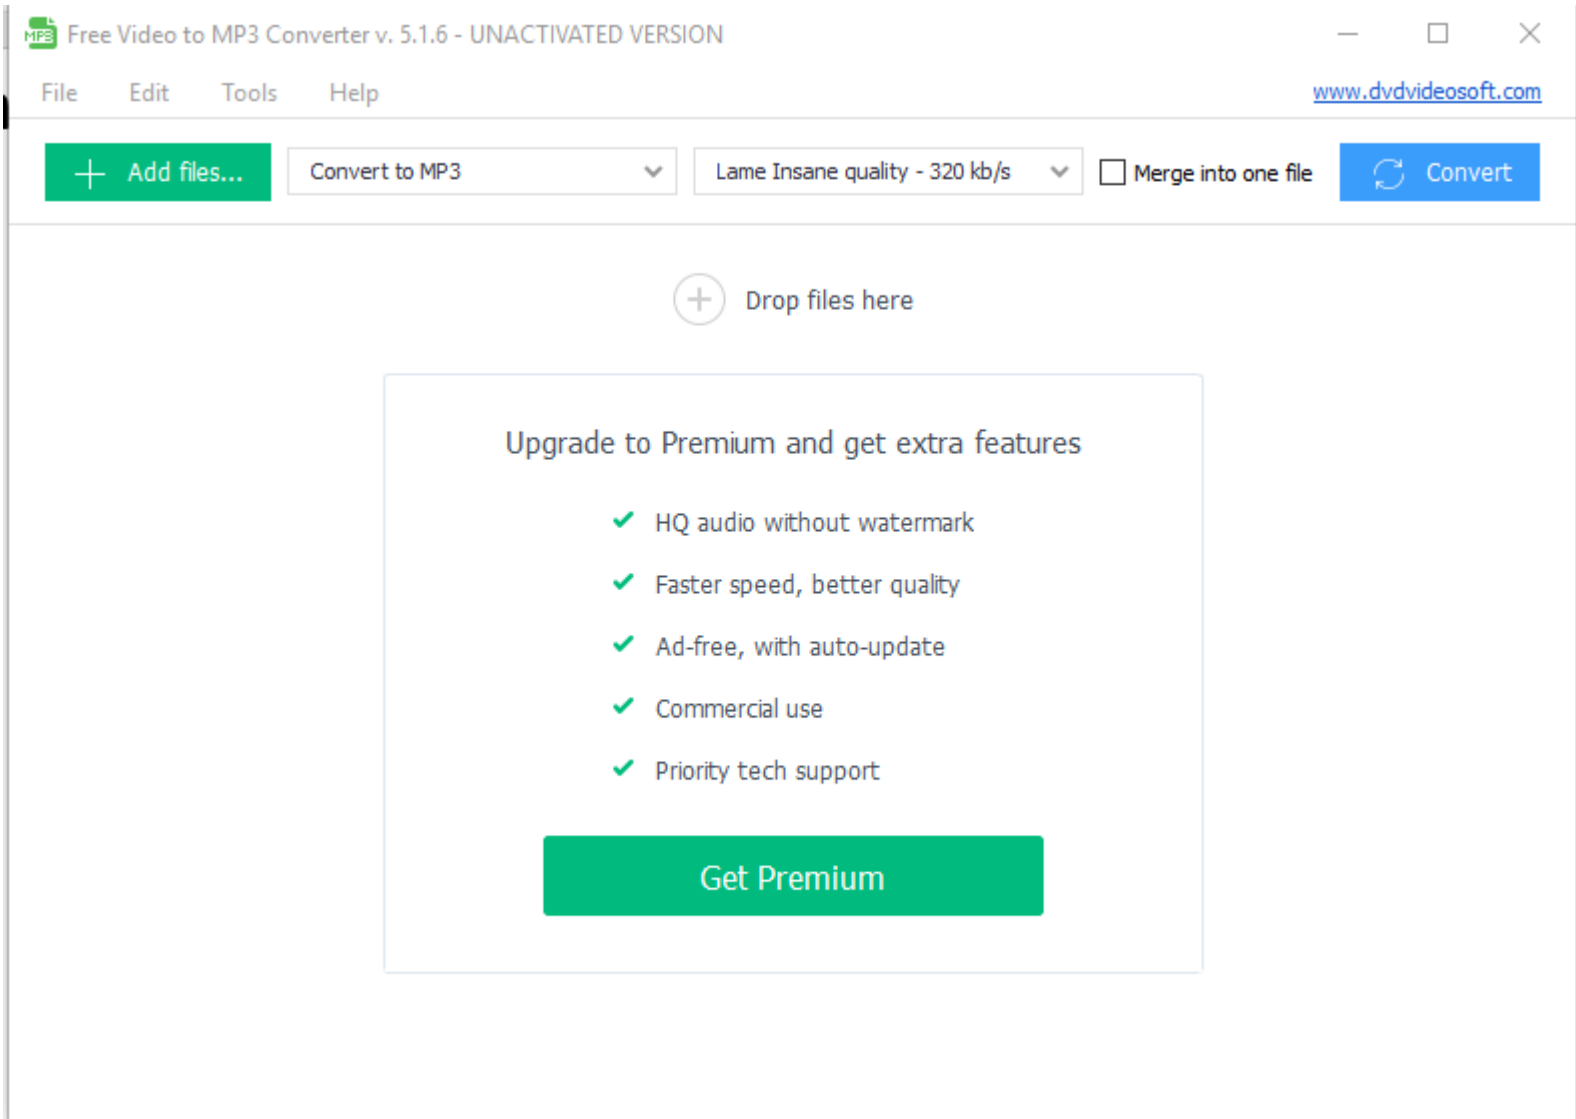 MP3 Free Video to MP3 Converter v. 5.1.6 - UNACTIVATED VERSION
File Edit Tools Help www.dvdvideosoft.com
Add files... Convert to MP3 Lame Insane quality - 320 kb/s Merge into one file Convert
Drop files here
Upgrade to Premium and get extra features
HQ audio without watermark
Faster speed, better quality
Ad-free, with auto-update
Commercial use
Priority tech support
Get Premium